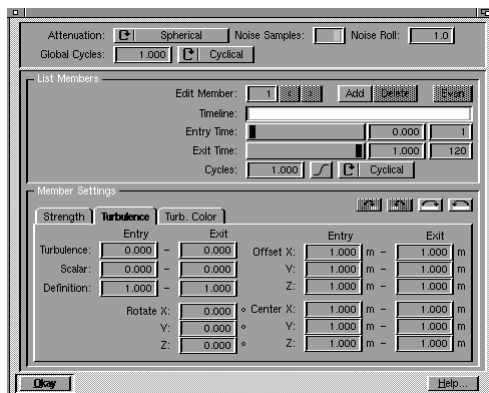 Attenuation: Spherical Noise Samples: Noise Roll: 1.0
Global Cycles: 1.000 Cyclical
List Members
Edit Member: 1 < > Add Delete Even
Timeline:
Entry Time: 0.000 1
Exit Time: 1.000 120
Cycles: 1.000 Cyclical
Member Settings
Strength Turbulence Turb. Color
Entry Exit Entry Exit
Turbulence: 0.000 – 0.000 Offset X: 1.000 m – 1.000 m
Scalar: 0.000 – 0.000 Y: 1.000 m – 1.000 m
Definition: 1.000 – 1.000 Z: 1.000 m – 1.000 m
Rotate X: 0.000 ° Center X: 1.000 m – 1.000 m
Y: 0.000 ° Y: 1.000 m – 1.000 m
Z: 0.000 ° Z: 1.000 m – 1.000 m
Okay Help...